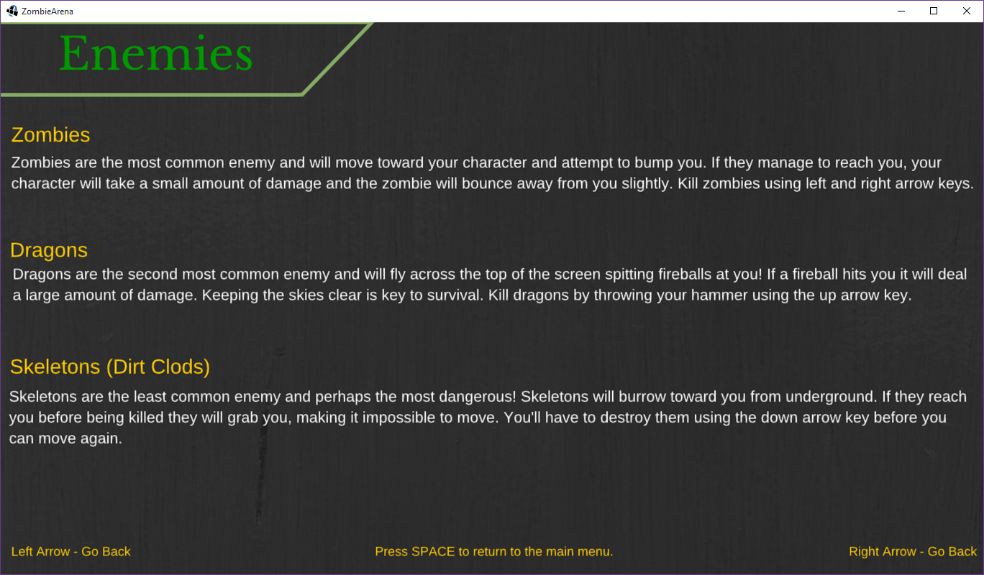 ZombieArena
Enemies
Zombies
Zombies are the most common enemy and will move toward your character and attempt to bump you. If they manage to reach you, your
character will take a small amount of damage and the zombie will bounce away from you slightly. Kill zombies using left and right arrow keys.
Dragons
Dragons are the second most common enemy and will fly across the top of the screen spitting fireballs at you! If a fireball hits you it will deal
a large amount of damage. Keeping the skies clear is key to survival. Kill dragons by throwing your hammer using the up arrow key.
Skeletons (Dirt Clods)
Skeletons are the least common enemy and perhaps the most dangerous! Skeletons will burrow toward you from underground. If they reach
you before being killed they will grab you, making it impossible to move. You'll have to destroy them using the down arrow key before you
can move again.
Left Arrow - Go Back
Press SPACE to return to the main menu.
Right Arrow - Go Back